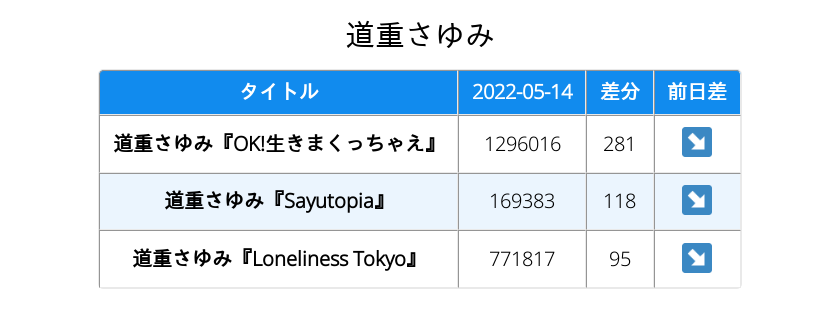 道重さゆみ
タイトル 2022-05-14 差分 前日差
道重さゆみ『OK!生きまくっちゃえ』 1296016 281 ↘
道重さゆみ『Sayutopia』 169383 118 ↘
道重さゆみ『Loneliness Tokyo』 771817 95 ↘